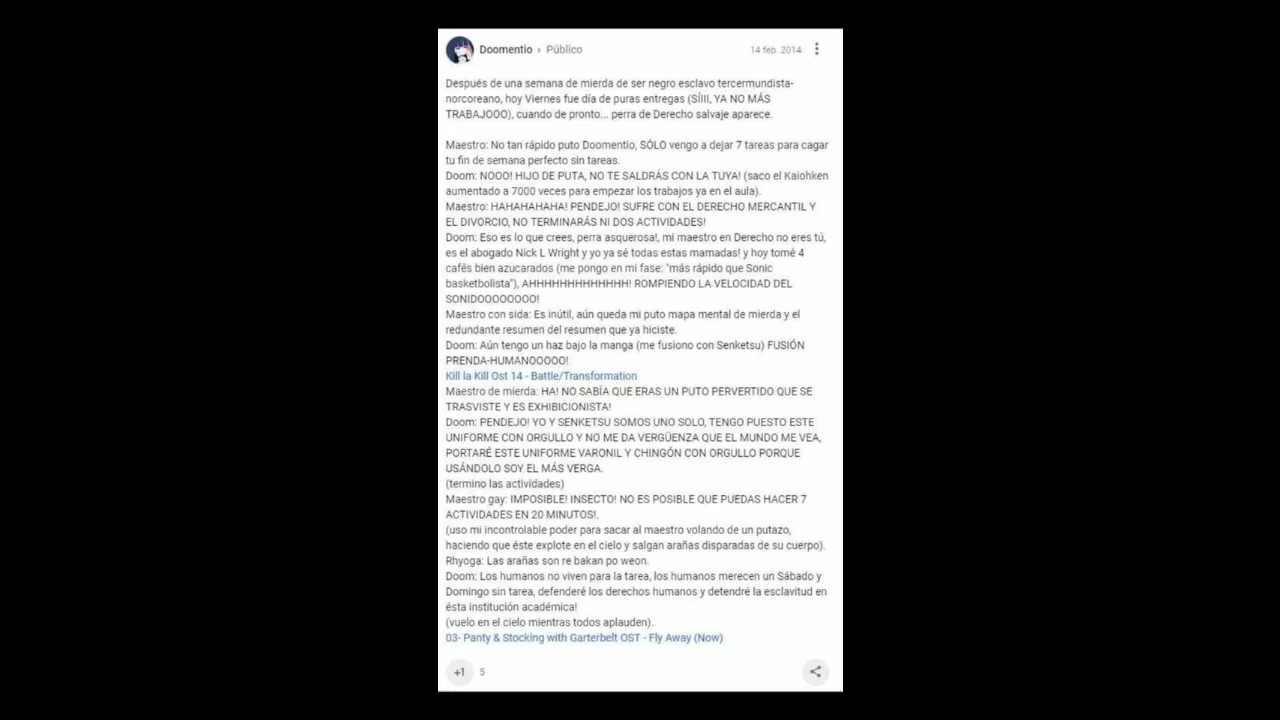 Doomentio › Público
14 feb. 2014
Después de una semana de mierda de ser negro esclavo tercermundista-
norcoreano, hoy Viernes fue día de puras entregas (SÍIII, YA NO MÁS
TRABAJOOO), cuando de pronto... perra de Derecho salvaje aparece.
Maestro: No tan rápido puto Doomentio, SÓLO vengo a dejar 7 tareas para cagar
tu fin de semana perfecto sin tareas.
Doom: NOOO! HIJO DE PUTA, NO TE SALDRÁS CON LA TUYA! (saco el Kaiohken
aumentado a 7000 veces para empezar los trabajos ya en el aula).
Maestro: HAHAHAHAHA! PENDEJO! SUFRE CON EL DERECHO MERCANTIL Y
EL DIVORCIO, NO TERMINARÁS NI DOS ACTIVIDADES!
Doom: Eso es lo que crees, perra asquerosa!, mi maestro en Derecho no eres tú,
es el abogado Nick L Wright y yo ya sé todas estas mamadas! y hoy tomé 4
cafés bien azucarados (me pongo en mi fase: "más rápido que Sonic
basketbolista"), AHHHHHHHHHHHHH! ROMPIENDO LA VELOCIDAD DEL
SONIDOOOOOOOO!
Maestro con sida: Es inútil, aún queda mi puto mapa mental de mierda y el
redundante resumen del resumen que ya hiciste.
Doom: Aún tengo un haz bajo la manga (me fusiono con Senketsu) FUSIÓN
PRENDA-HUMANOOOOO!
Kill la Kill Ost 14 - Battle/Transformation
Maestro de mierda: HA! NO SABÍA QUE ERAS UN PUTO PERVERTIDO QUE SE
TRASVISTE Y ES EXHIBICIONISTA!
Doom: PENDEJO! YO Y SENKETSU SOMOS UNO SOLO, TENGO PUESTO ESTE
UNIFORME CON ORGULLO Y NO ME DA VERGÜENZA QUE EL MUNDO ME VEA,
PORTARÉ ESTE UNIFORME VARONIL Y CHINGÓN CON ORGULLO PORQUE
USÁNDOLO SOY EL MÁS VERGA.
(termino las actividades)
Maestro gay: IMPOSIBLE! INSECTO! NO ES POSIBLE QUE PUEDAS HACER 7
ACTIVIDADES EN 20 MINUTOS!.
(uso mi incontrolable poder para sacar al maestro volando de un putazo,
haciendo que éste explote en el cielo y salgan arañas disparadas de su cuerpo).
Rhyoga: Las arañas son re bakan po weon.
Doom: Los humanos no viven para la tarea, los humanos merecen un Sábado y
Domingo sin tarea, defenderé los derechos humanos y detendré la esclavitud en
ésta institución académica!
(vuelo en el cielo mientras todos aplauden).
03- Panty & Stocking with Garterbelt OST - Fly Away (Now)
+1 5